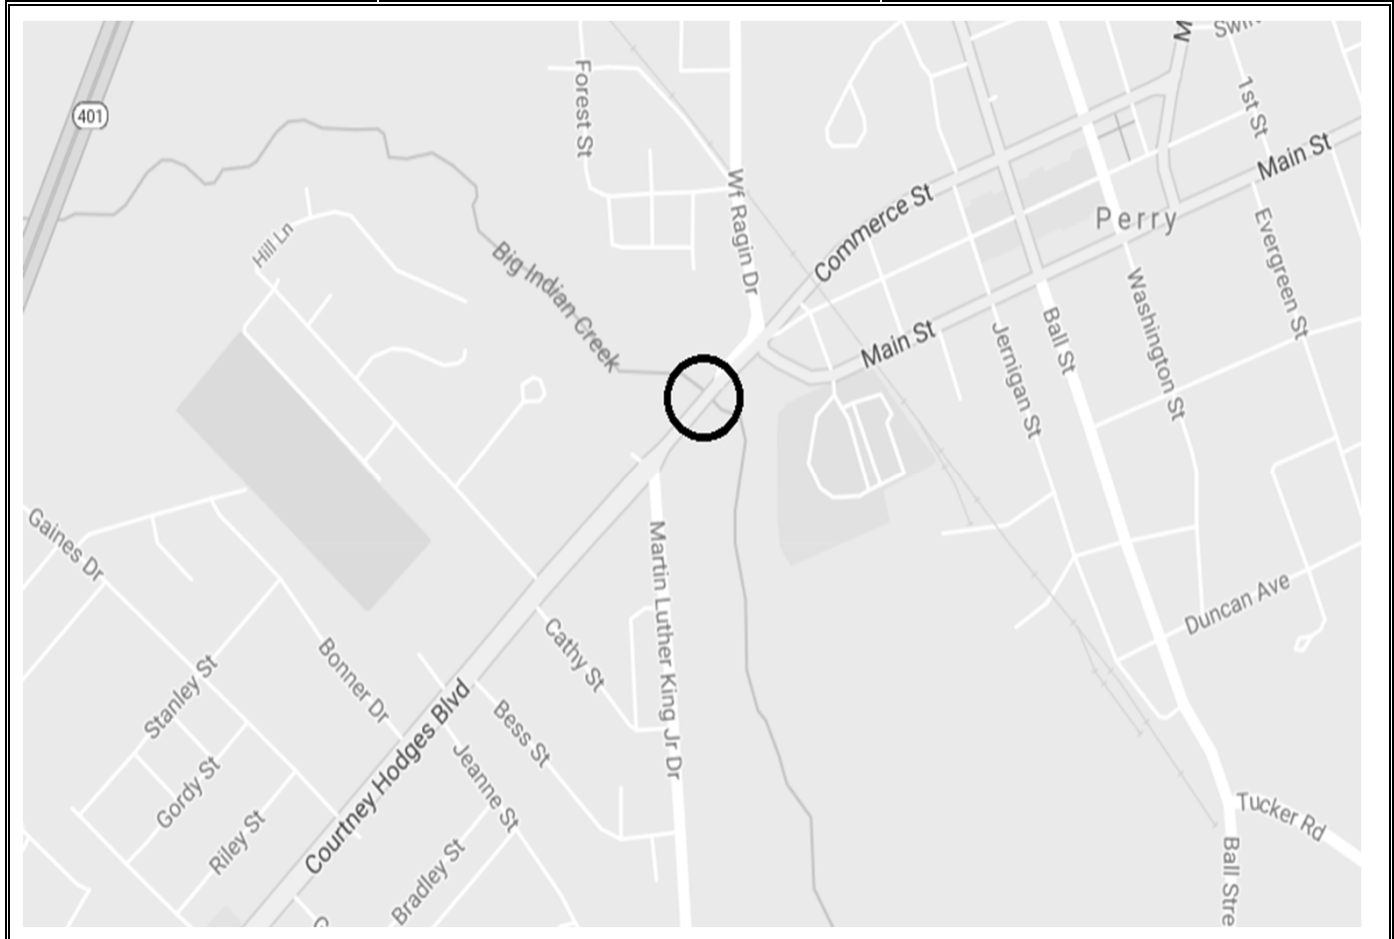 Swif
W
1st St
401
Forest St
Main St
Wf Ragin Dr
Commerce St
Perry
Hill Ln
Big Indian Creek
Evergreen St
Washington St
Ball St
Main St
Jernigan St
Gaines Dr
Martin Luther King Jr Dr
Duncan Ave
Cathy St
Stanley St
Bonner Dr
Bess St
Courtney Hodges Blvd
Jeanne St
Gordy St
Riley St
Tucker Rd
Bradley St
Ball Stre
G